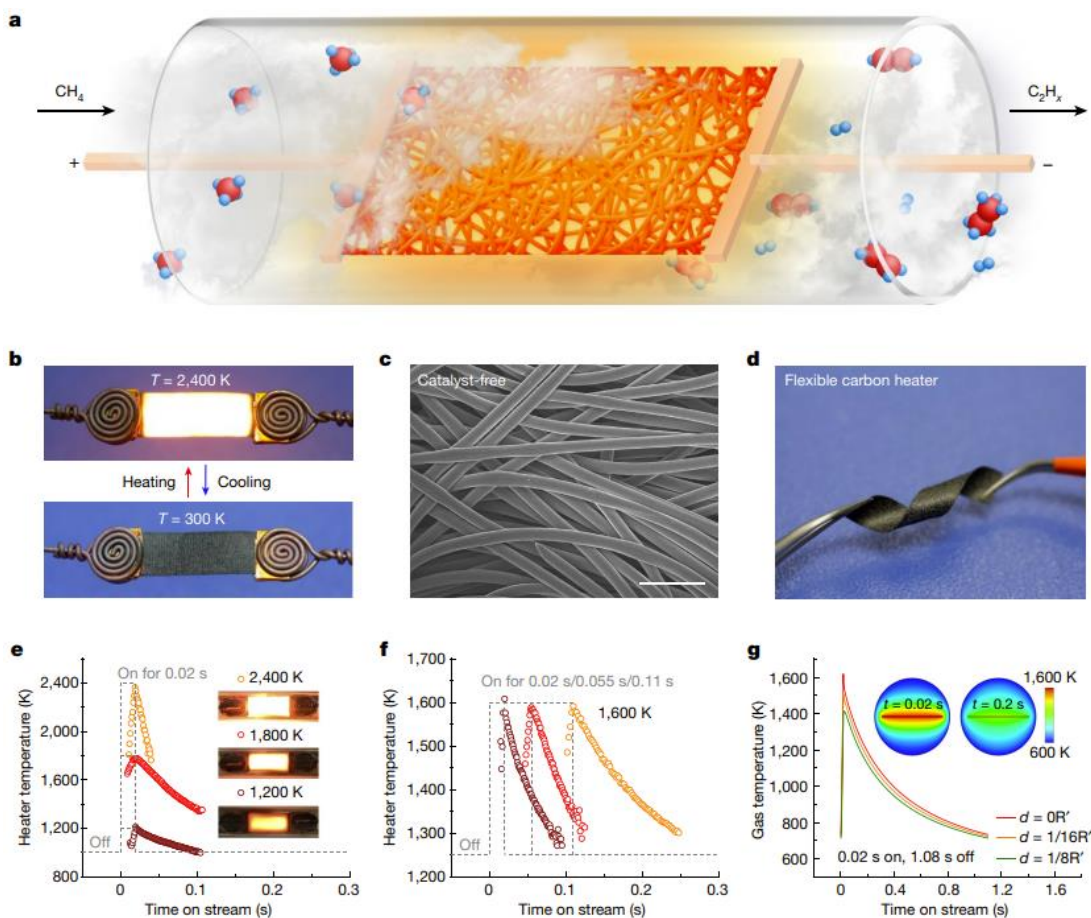 a
CH₄
C₂Hₓ
+
−
b
T = 2,400 K
Heating
Cooling
T = 300 K
c
Catalyst-free
d
Flexible carbon heater
e
Heater temperature (K)
2,400
2,000
1,600
1,200
800
On for 0.02 s
2,400 K
1,800 K
1,200 K
Off
0
0.1
0.2
0.3
Time on stream (s)
f
Heater temperature (K)
1,700
1,600
1,500
1,400
1,300
1,200
On for 0.02 s/0.055 s/0.11 s
1,600 K
0
0.1
0.2
0.3
Time on stream (s)
g
Gas temperature (K)
1,600
1,400
1,200
1,000
800
600
t = 0.02 s
t = 0.2 s
1,600 K
600 K
d = 0R′
d = 1/16R′
d = 1/8R′
0.02 s on, 1.08 s off
0
0.4
0.8
1.2
1.6
Time on stream (s)